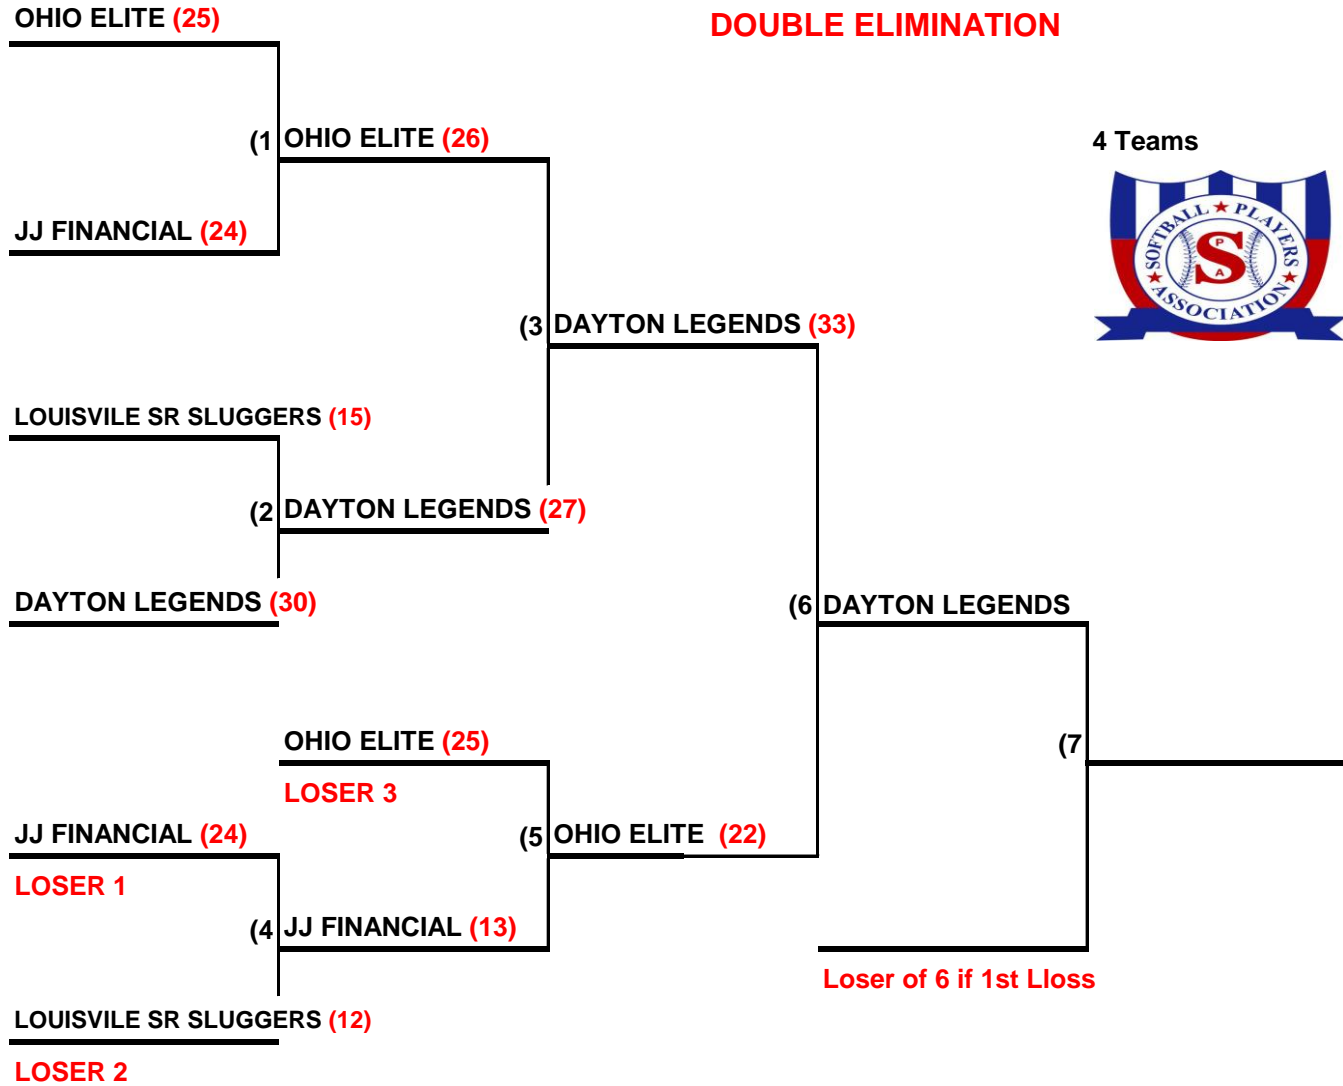 OHIO ELITE (25)
DOUBLE ELIMINATION
(1 OHIO ELITE (26)
4 Teams
JJ FINANCIAL (24)
SOFTBALL ★ PLAYERS
★ ASSOCIATION ★
P
S
A
(3 DAYTON LEGENDS (33)
LOUISVILE SR SLUGGERS (15)
(2 DAYTON LEGENDS (27)
DAYTON LEGENDS (30)
(6 DAYTON LEGENDS
OHIO ELITE (25)
(7
LOSER 3
JJ FINANCIAL (24)
(5 OHIO ELITE (22)
LOSER 1
(4 JJ FINANCIAL (13)
Loser of 6 if 1st Lloss
LOUISVILE SR SLUGGERS (12)
LOSER 2